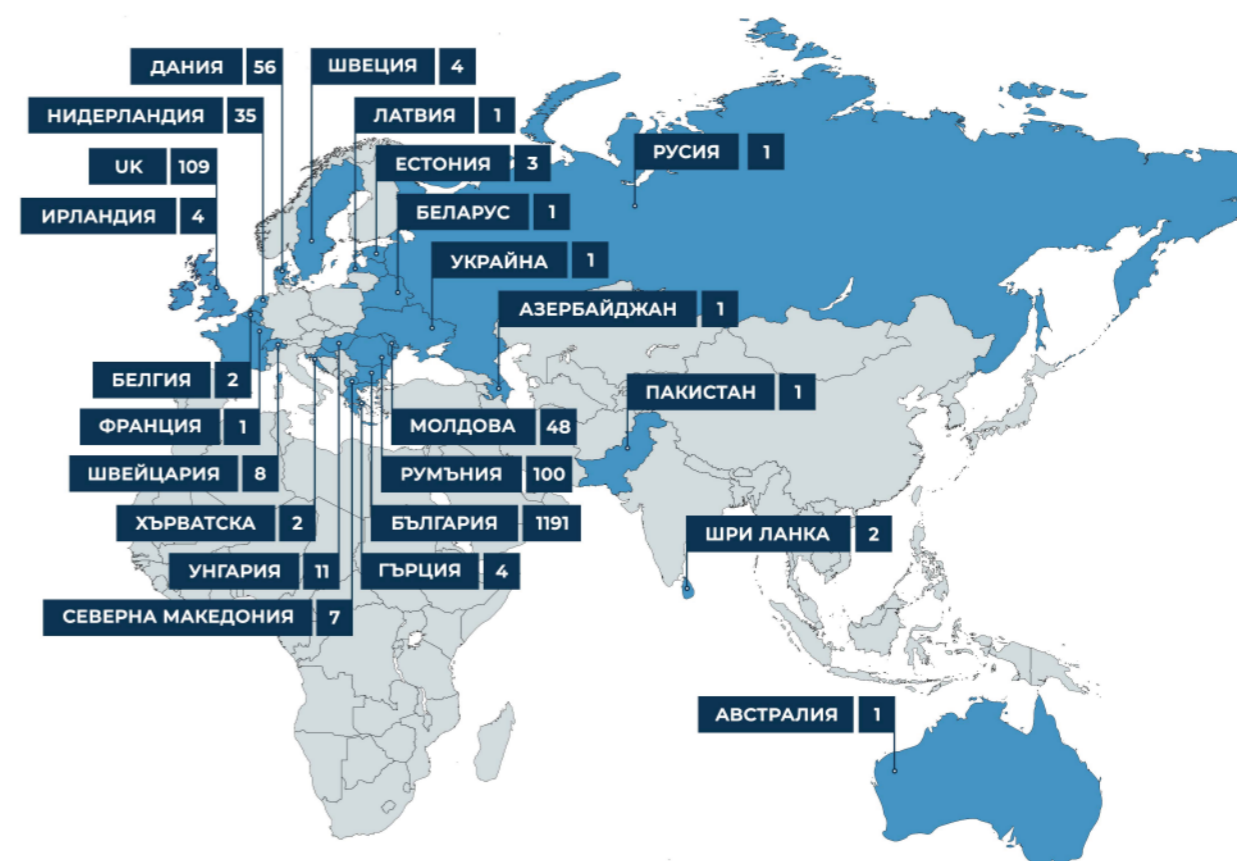 ДАНИЯ 56
ШВЕЦИЯ 4
НИДЕРЛАНДИЯ 35
ЛАТВИЯ 1
UK 109
ЕСТОНИЯ 3
РУСИЯ 1
ИРЛАНДИЯ 4
БЕЛАРУС 1
УКРАЙНА 1
АЗЕРБАЙДЖАН 1
БЕЛГИЯ 2
ПАКИСТАН 1
ФРАНЦИЯ 1
МОЛДОВА 48
ШВЕЙЦАРИЯ 8
РУМЪНИЯ 100
ХЪРВАТСКА 2
БЪЛГАРИЯ 1191
ШРИ ЛАНКА 2
УНГАРИЯ 11
ГЪРЦИЯ 4
СЕВЕРНА МАКЕДОНИЯ 7
АВСТРАЛИЯ 1